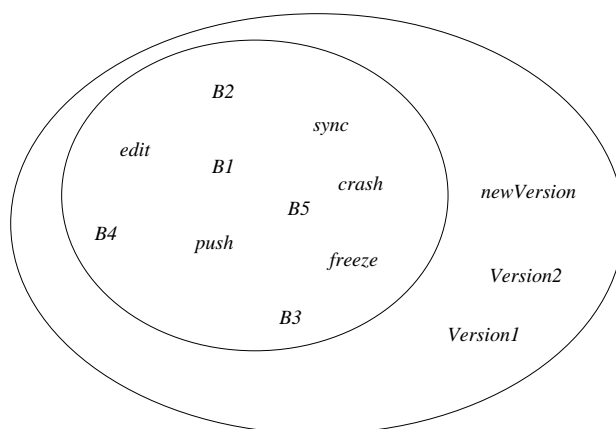 B2
sync
edit
B1
crash
newVersion
B5
B4
push
freeze
Version2
B3
Version1